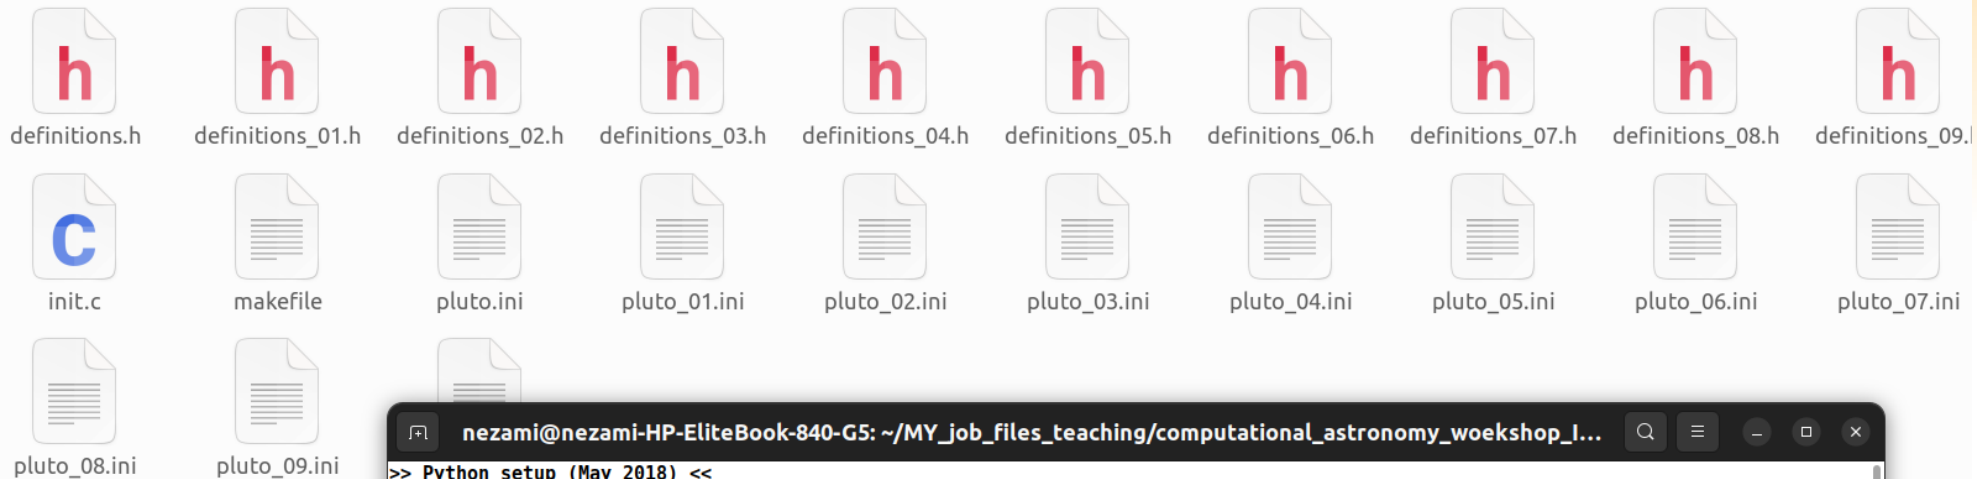 definitions.h definitions_01.h definitions_02.h definitions_03.h definitions_04.h definitions_05.h definitions_06.h definitions_07.h definitions_08.h definitions_09.h
init.c makefile pluto.ini pluto_01.ini pluto_02.ini pluto_03.ini pluto_04.ini pluto_05.ini pluto_06.ini pluto_07.ini
pluto_08.ini pluto_09.ini
nezami@nezami-HP-EliteBook-840-G5: ~/MY_job_files_teaching/computational_astronomy_woekshop_I...
>> Python setup (May 2018) <<